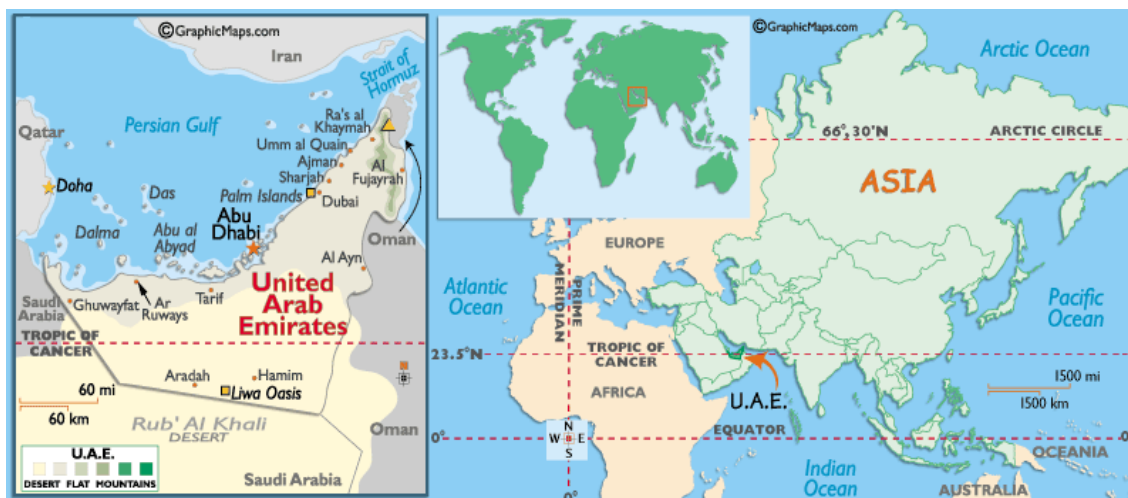 ©GraphicMaps.com
Iran
Strait of
Hormuz
Ra's al
Khaymah
Qatar
Persian Gulf
Umm al Quain
Ajman
Sharjah
Al
Fujayrah
Doha
Das
Palm Islands
Dubai
Abu
Dhabi
Dalma
Abu al
Abyad
Oman
Al Ayn
Saudi
Arabia
Ghuwayfat
Ar
Ruways
Tarif
United
Arab
Emirates
TROPIC OF
CANCER
60 mi
60 km
Aradah
Hamim
Liwa Oasis
Rub' Al Khali
DESERT
Oman
Saudi Arabia
U.A.E.
DESERT FLAT MOUNTAINS
©GraphicMaps.com
Arctic Ocean
66°, 30'N
ARCTIC CIRCLE
ASIA
EUROPE
Atlantic
Ocean
MERIDIAN
PRIME
Pacific
Ocean
23.5°N
TROPIC OF
CANCER
AFRICA
U.A.E.
1500 mi
1500 km
EQUATOR
0°
N
W E
S
0
OCEANIA
Indian
Ocean
AUSTRALIA
0°